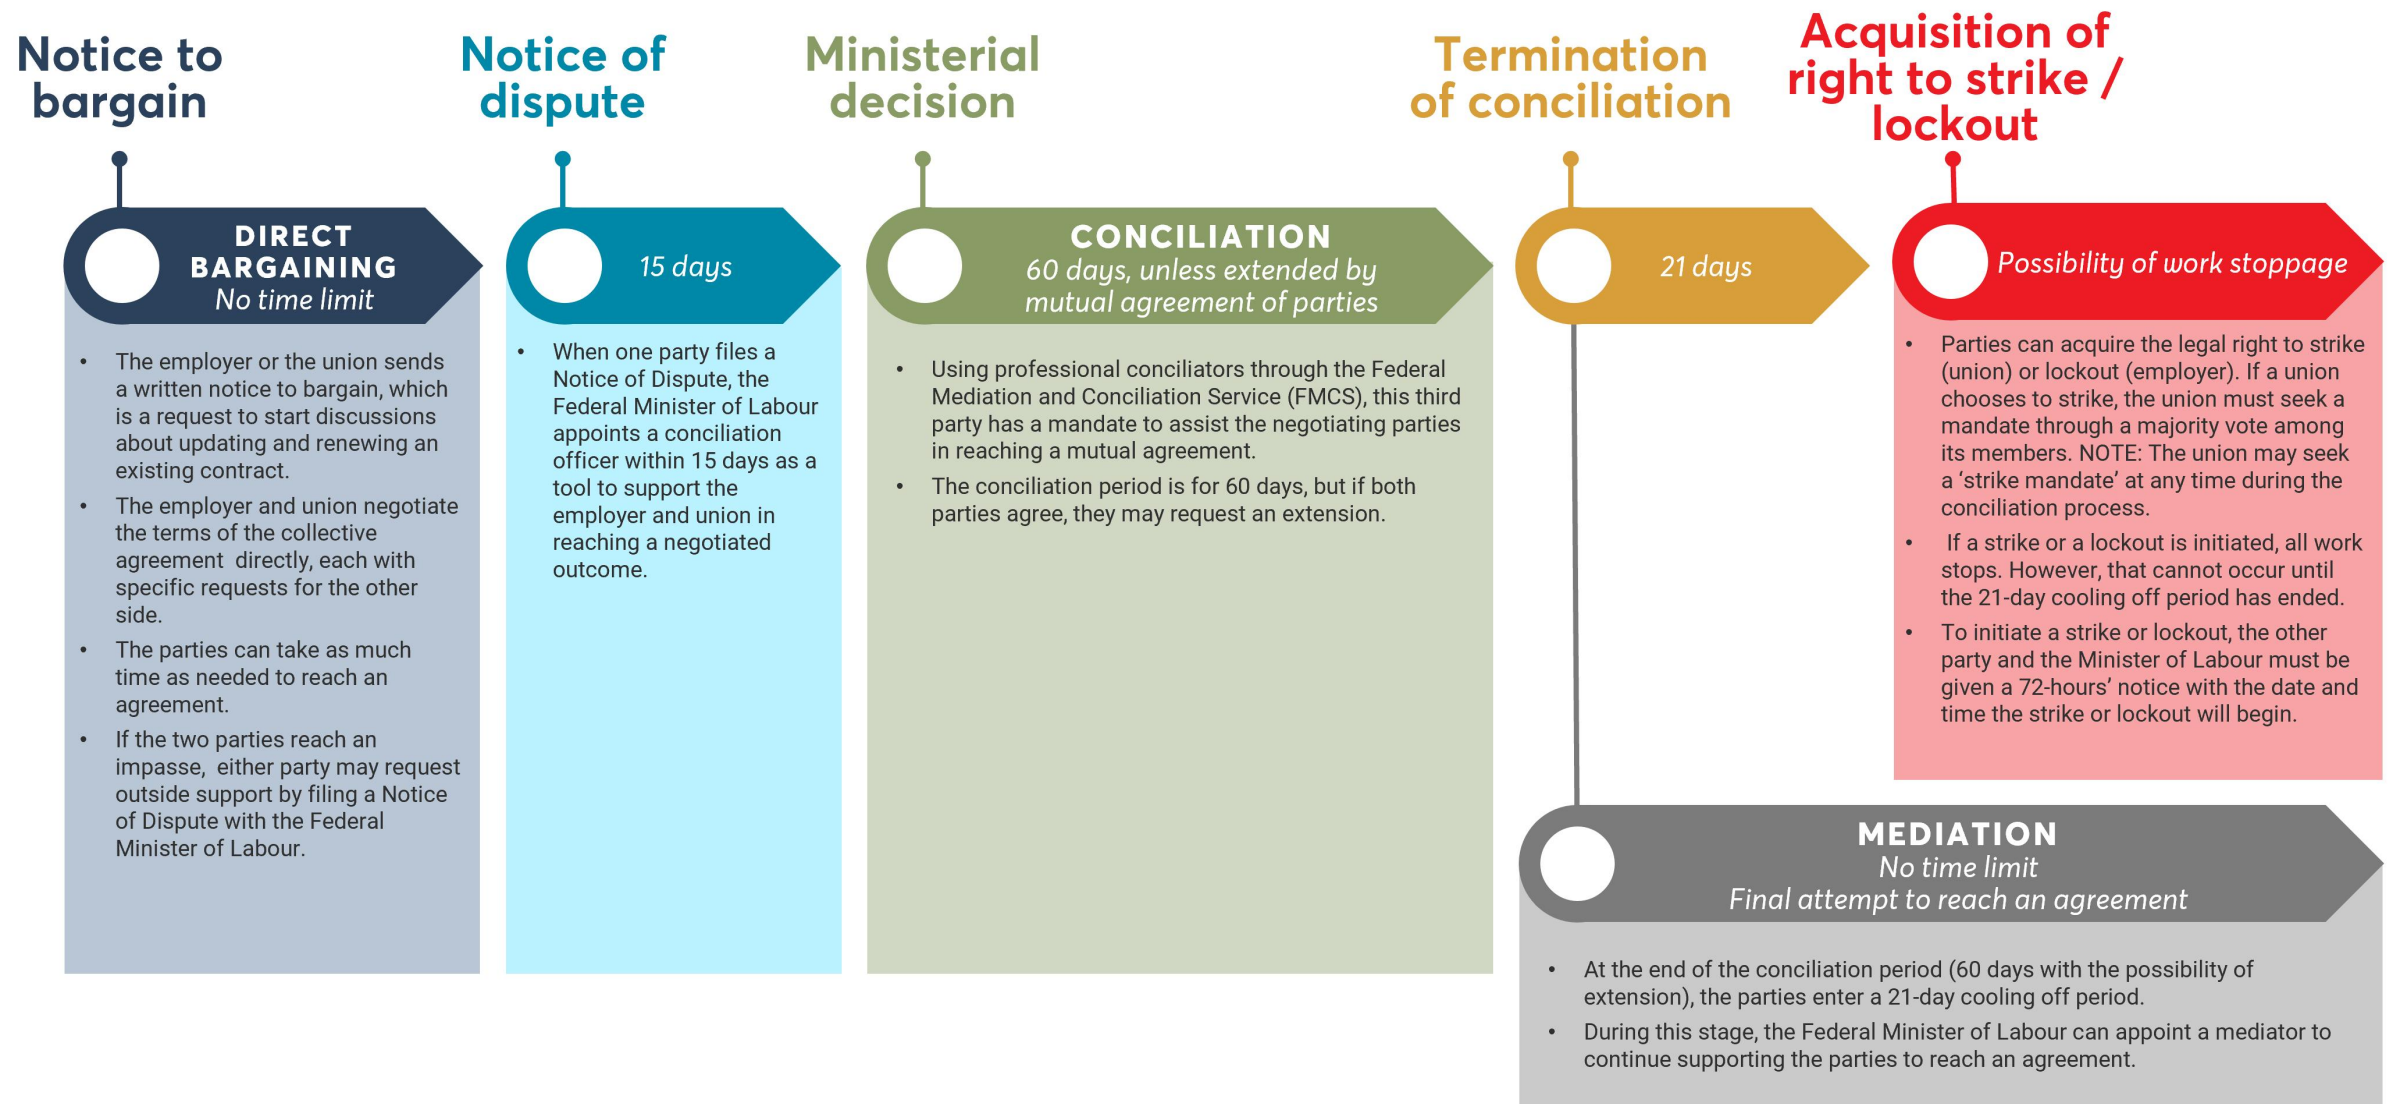 Notice to
bargain
Notice of
dispute
Ministerial
decision
Termination
of conciliation
Acquisition of
right to strike /
lockout
DIRECT
BARGAINING
No time limit
• The employer or the union sends
a written notice to bargain, which
is a request to start discussions
about updating and renewing an
existing contract.
• The employer and union negotiate
the terms of the collective
agreement  directly, each with
specific requests for the other
side.
• The parties can take as much
time as needed to reach an
agreement.
• If the two parties reach an
impasse,  either party may request
outside support by filing a Notice
of Dispute with the Federal
Minister of Labour.
15 days
• When one party files a
Notice of Dispute, the
Federal Minister of Labour
appoints a conciliation
officer within 15 days as a
tool to support the
employer and union in
reaching a negotiated
outcome.
CONCILIATION
60 days, unless extended by
mutual agreement of parties
• Using professional conciliators through the Federal
Mediation and Conciliation Service (FMCS), this third
party has a mandate to assist the negotiating parties
in reaching a mutual agreement.
• The conciliation period is for 60 days, but if both
parties agree, they may request an extension.
21 days
Possibility of work stoppage
• Parties can acquire the legal right to strike
(union) or lockout (employer). If a union
chooses to strike, the union must seek a
mandate through a majority vote among
its members. NOTE: The union may seek
a ‘strike mandate’ at any time during the
conciliation process.
• If a strike or a lockout is initiated, all work
stops. However, that cannot occur until
the 21-day cooling off period has ended.
• To initiate a strike or lockout, the other
party and the Minister of Labour must be
given a 72-hours’ notice with the date and
time the strike or lockout will begin.
MEDIATION
No time limit
Final attempt to reach an agreement
• At the end of the conciliation period (60 days with the possibility of
extension), the parties enter a 21-day cooling off period.
• During this stage, the Federal Minister of Labour can appoint a mediator to
continue supporting the parties to reach an agreement.